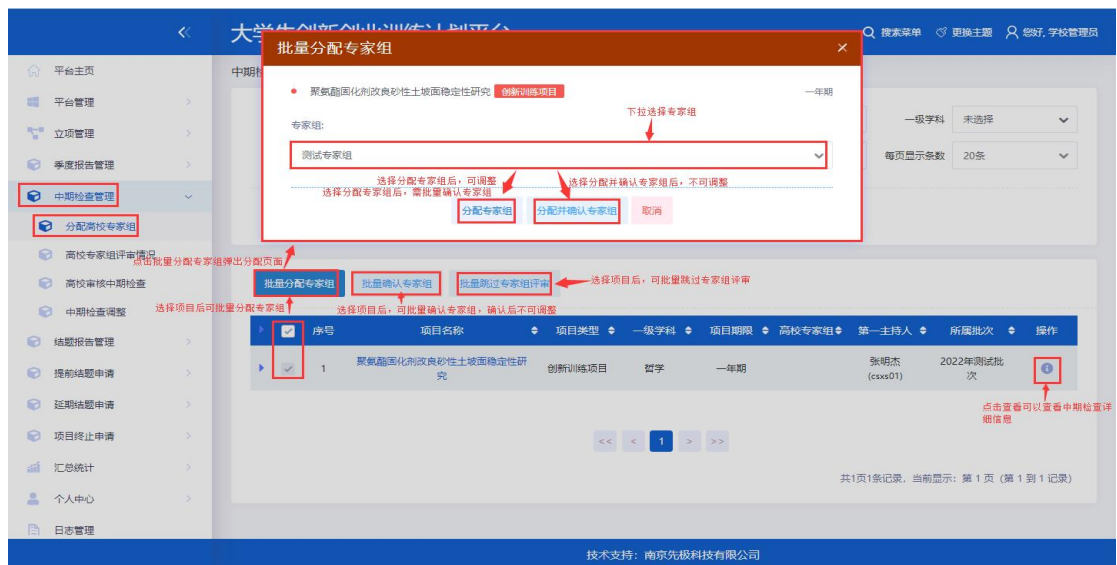 大学生创新创业训练计划平台
搜索菜单 更换主题 您好, 学校管理员
批量分配专家组 ×
平台主页
平台管理
立项管理
季度报告管理
中期检查管理
分配高校专家组
高校专家组评审情况
高校审核中期检查
中期检查调整
结题报告管理
提前结题申请
延期结题申请
项目终止申请
汇总统计
个人中心
日志管理
中期检
聚氨酯固化剂改良砂性土坡面稳定性研究 创新训练项目 一年期
下拉选择专家组
专家组:
测试专家组
选择分配专家组后，可调整
选择分配专家组后，需批量确认专家组
选择分配并确认专家组后，不可调整
分配专家组 分配并确认专家组 取消
一级学科 未选择
每页显示条数 20条
点击批量分配专家组弹出分配页面
批量分配专家组 批量确认专家组 批量跳过专家组评审
选择项目后，可批量跳过专家组评审
选择项目后可批量分配专家组
选择项目后，可批量确认专家组，确认后不可调整
序号 项目名称 项目类型 一级学科 项目期限 高校专家组 第一主持人 所属批次 操作
1 聚氨酯固化剂改良砂性土坡面稳定性研 创新训练项目 哲学 一年期 张明杰 2022年测试批
究 (csxs01) 次
点击查看可以查看中期检查详
细信息
<< < 1 > >>
共1页1条记录, 当前显示: 第 1 页 (第 1 到 1 记录)
技术支持: 南京先极科技有限公司